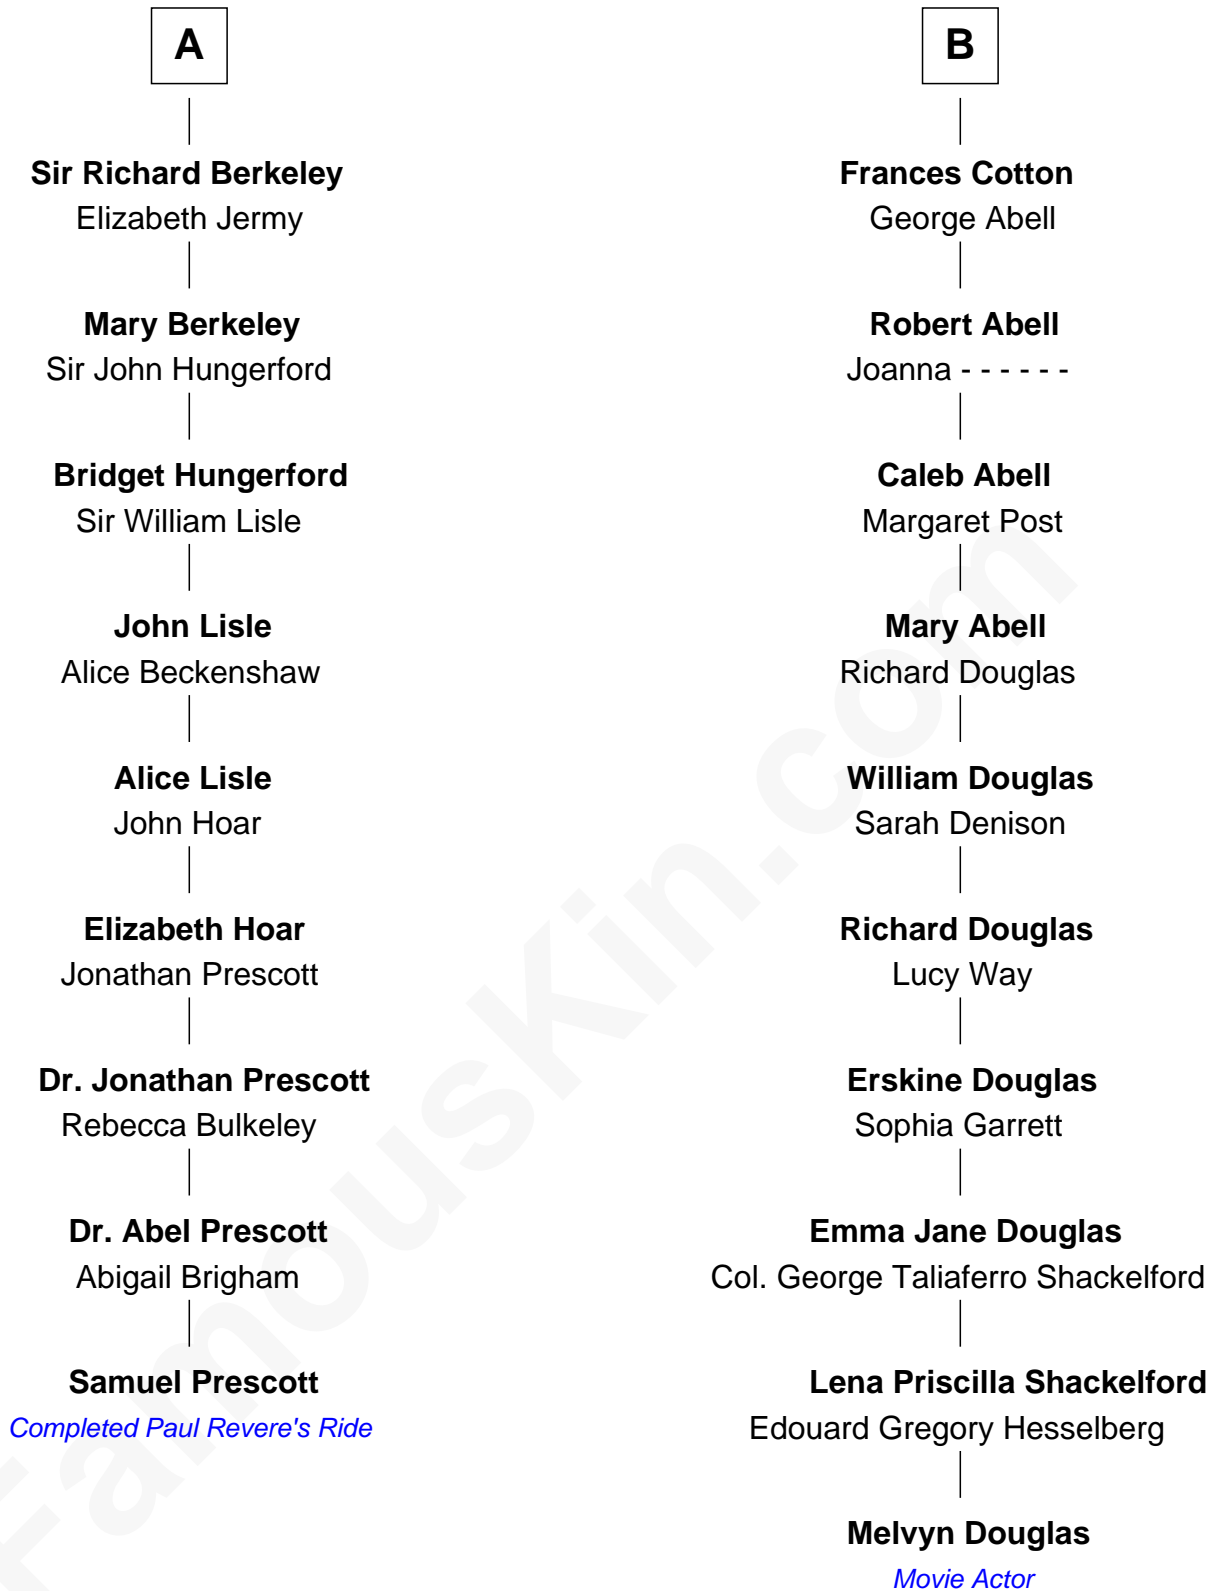 A
Sir Richard Berkeley
Elizabeth Jermy
Mary Berkeley
Sir John Hungerford
Bridget Hungerford
Sir William Lisle
John Lisle
Alice Beckenshaw
Alice Lisle
John Hoar
Elizabeth Hoar
Jonathan Prescott
Dr. Jonathan Prescott
Rebecca Bulkeley
Dr. Abel Prescott
Abigail Brigham
Samuel Prescott
Completed Paul Revere's Ride
B
Frances Cotton
George Abell
Robert Abell
Joanna - - - - - -
Caleb Abell
Margaret Post
Mary Abell
Richard Douglas
William Douglas
Sarah Denison
Richard Douglas
Lucy Way
Erskine Douglas
Sophia Garrett
Emma Jane Douglas
Col. George Taliaferro Shackelford
Lena Priscilla Shackelford
Edouard Gregory Hesselberg
Melvyn Douglas
Movie Actor
FamousKin.com